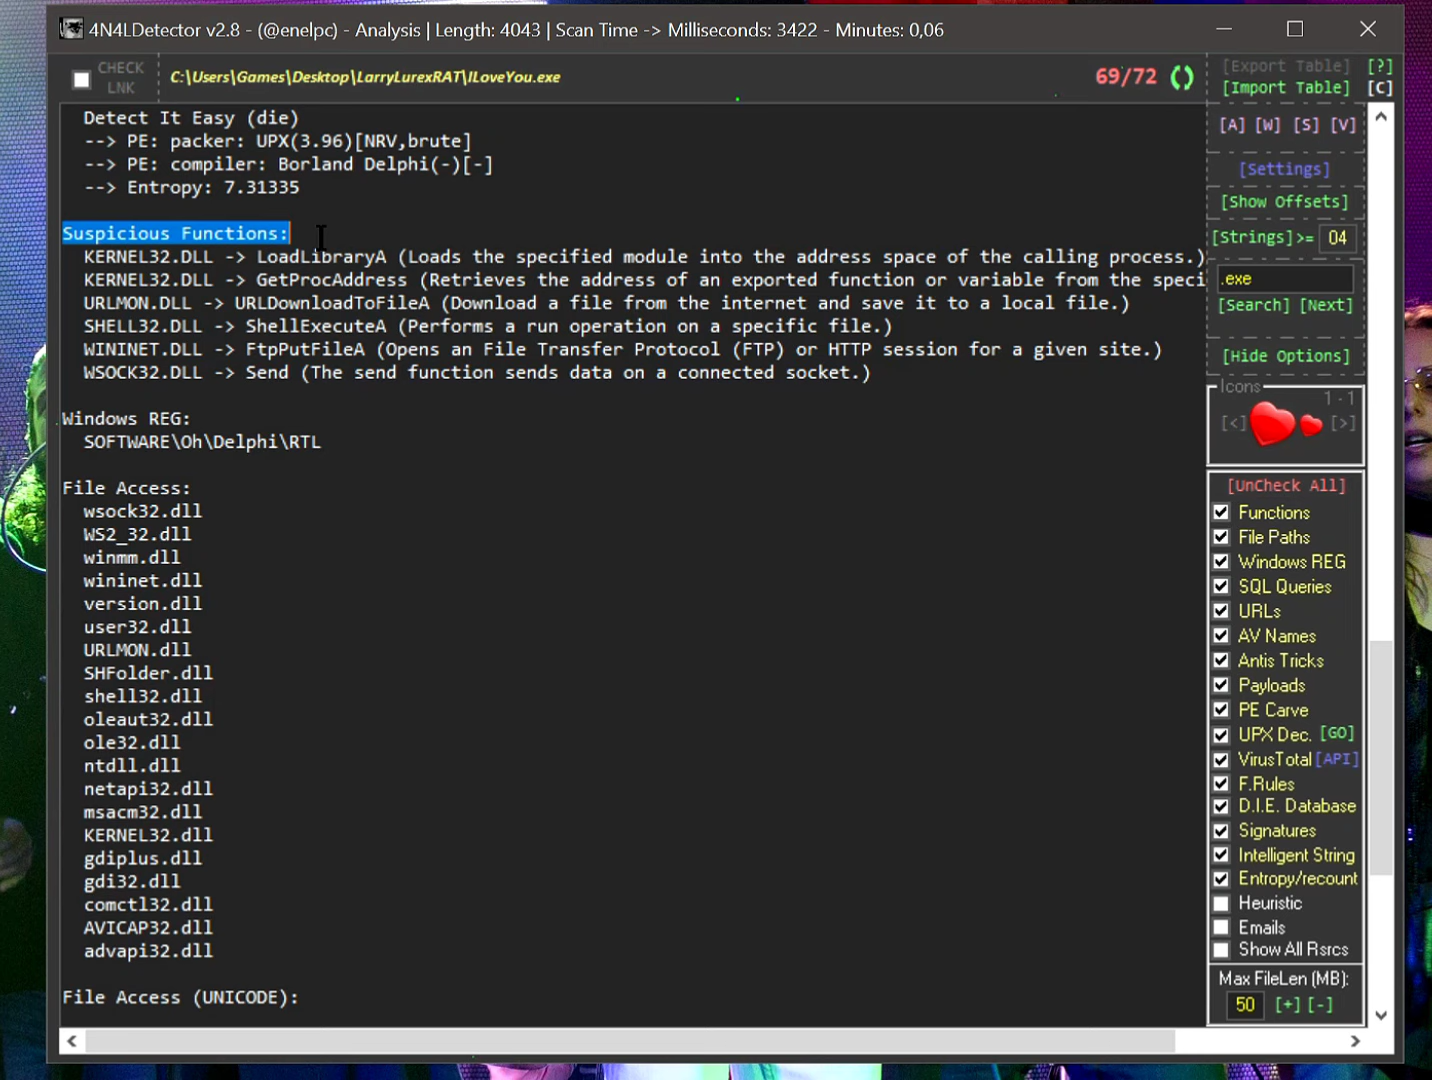 4N4LDetector v2.8 - (@enelpc) - Analysis | Length: 4043 | Scan Time -> Milliseconds: 3422 - Minutes: 0,06
CHECK
LNK
C:\Users\Games\Desktop\LarryLurexRAT\ILoveYou.exe
69/72
[Export Table]
[?]
[Import Table]
[C]
Detect It Easy (die)
--> PE: packer: UPX(3.96)[NRV,brute]
--> PE: compiler: Borland Delphi(-)[-]
--> Entropy: 7.31335
Suspicious Functions:
KERNEL32.DLL -> LoadLibraryA (Loads the specified module into the address space of the calling process.)
KERNEL32.DLL -> GetProcAddress (Retrieves the address of an exported function or variable from the speci
URLMON.DLL -> URLDownloadToFileA (Download a file from the internet and save it to a local file.)
SHELL32.DLL -> ShellExecuteA (Performs a run operation on a specific file.)
WININET.DLL -> FtpPutFileA (Opens an File Transfer Protocol (FTP) or HTTP session for a given site.)
WSOCK32.DLL -> Send (The send function sends data on a connected socket.)
Windows REG:
SOFTWARE\Oh\Delphi\RTL
File Access:
wsock32.dll
WS2_32.dll
winmm.dll
wininet.dll
version.dll
user32.dll
URLMON.dll
SHFolder.dll
shell32.dll
oleaut32.dll
ole32.dll
ntdll.dll
netapi32.dll
msacm32.dll
KERNEL32.dll
gdiplus.dll
gdi32.dll
comctl32.dll
AVICAP32.dll
advapi32.dll
File Access (UNICODE):
[A] [W] [S] [V]
[Settings]
[Show Offsets]
[Strings]>= 04
.exe
[Search] [Next]
[Hide Options]
Icons
1 - 1
[<] [>]
[UnCheck All]
Functions
File Paths
Windows REG
SQL Queries
URLs
AV Names
Antis Tricks
Payloads
PE Carve
UPX Dec. [GO]
VirusTotal [API]
F.Rules
D.I.E. Database
Signatures
Intelligent String
Entropy/recount
Heuristic
Emails
Show All Rsrcs
Max FileLen (MB):
50 [+] [-]